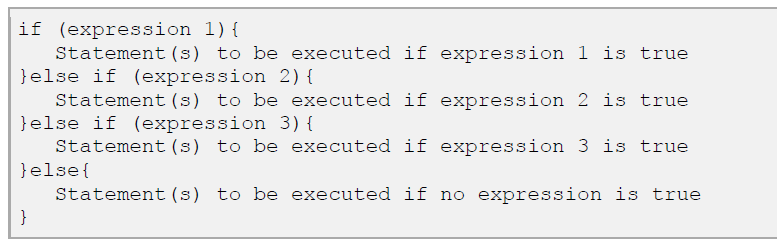 if (expression 1){
   Statement(s) to be executed if expression 1 is true
}else if (expression 2){
   Statement(s) to be executed if expression 2 is true
}else if (expression 3){
   Statement(s) to be executed if expression 3 is true
}else{
   Statement(s) to be executed if no expression is true
}